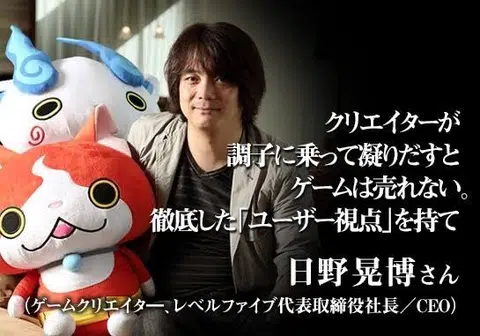 クリエイターが
調子に乗って凝りだすと
ゲームは売れない。
徹底した「ユーザー視点」を持て
日野晃博さん
（ゲームクリエイター、レベルファイブ代表取締役社長／CEO）